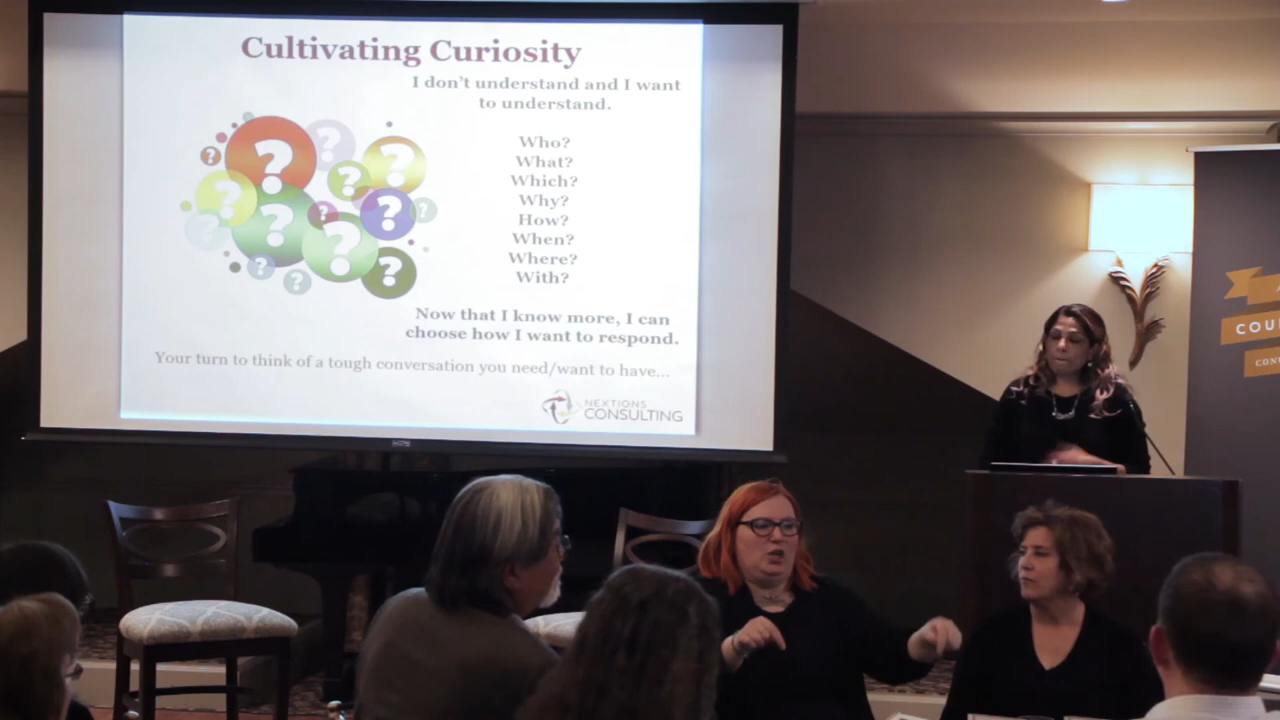 Cultivating Curiosity
I don't understand and I want
to understand.
Who?
What?
Which?
Why?
How?
When?
Where?
With?
Now that I know more, I can
choose how I want to respond.
Your turn to think of a tough conversation you need/want to have...
NEXTIONS
CONSULTING